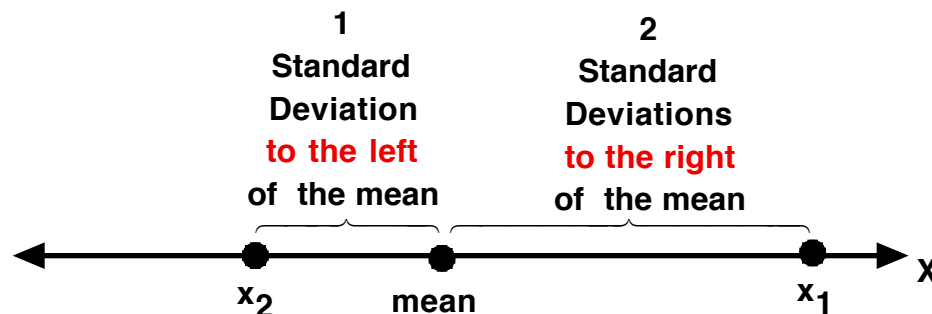 1
Standard
Deviation
to the left
of the mean
2
Standard
Deviations
to the right
of the mean
x2
mean
x1
X